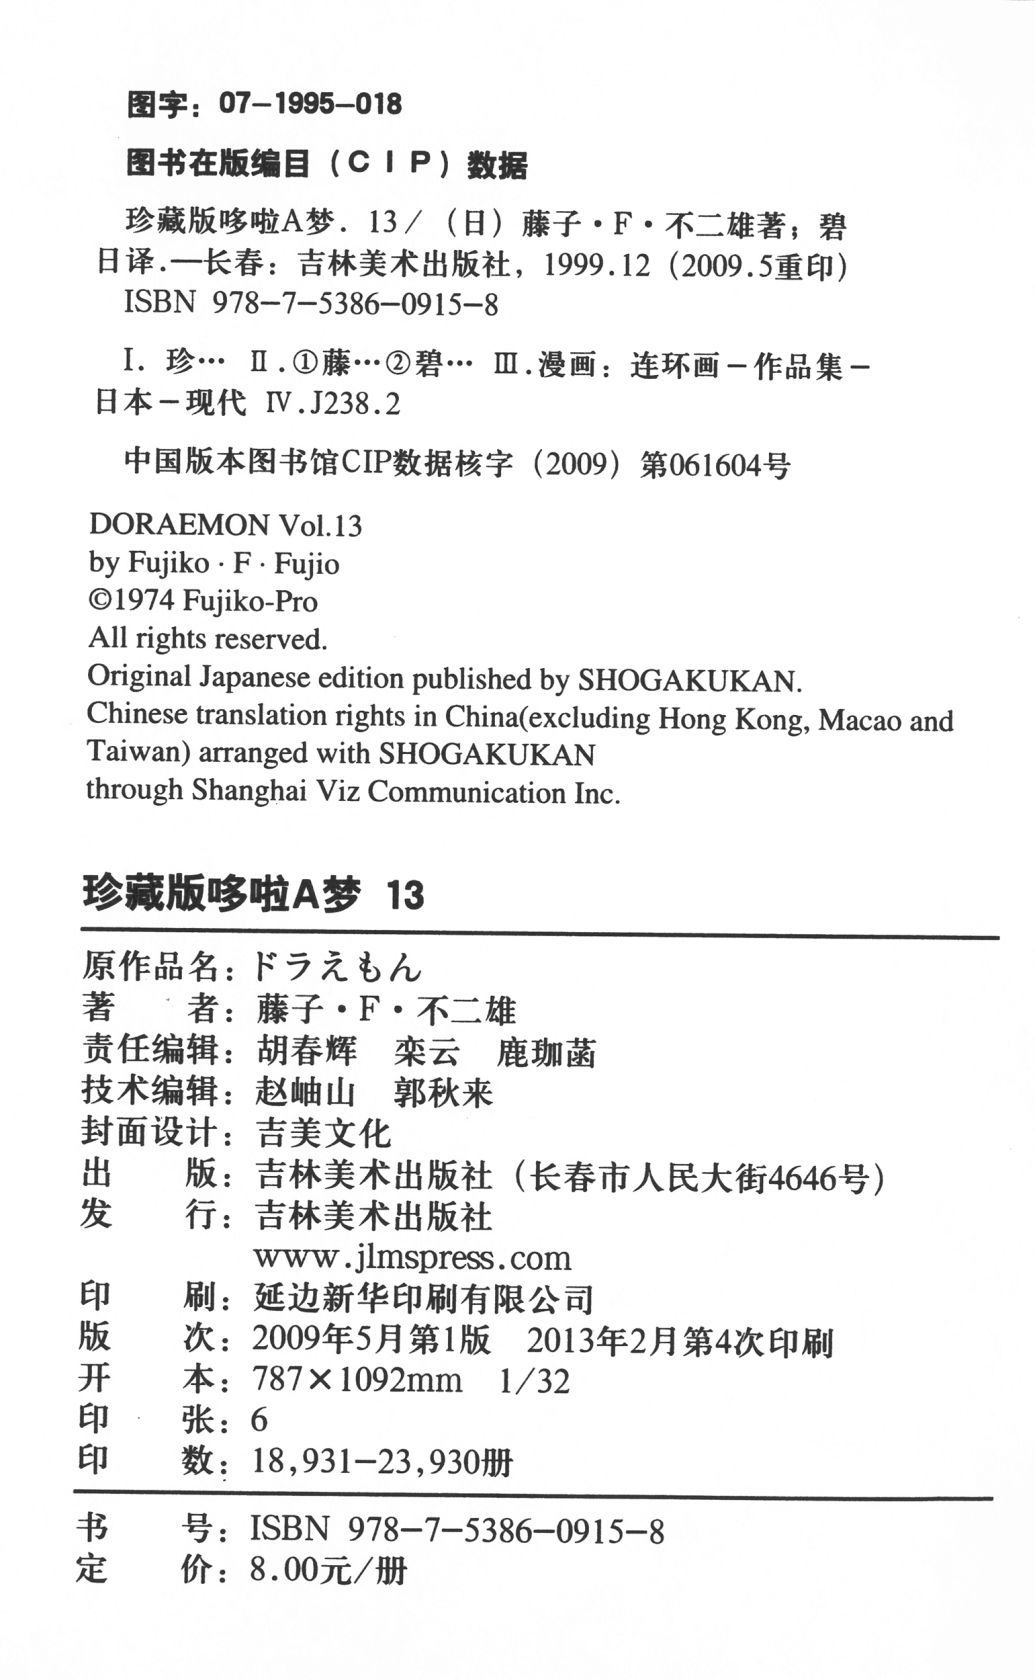 图字：07-1995-018
图书在版编目（CIP）数据
珍藏版哆啦A梦．13／（日）藤子・F・不二雄著；碧
日译.—长春：吉林美术出版社，1999.12（2009.5重印）
ISBN 978-7-5386-0915-8
Ⅰ．珍… Ⅱ.①藤…②碧… Ⅲ.漫画：连环画－作品集－
日本－现代 Ⅳ.J238.2
中国版本图书馆CIP数据核字（2009）第061604号
DORAEMON Vol.13
by Fujiko · F · Fujio
©1974 Fujiko-Pro
All rights reserved.
Original Japanese edition published by SHOGAKUKAN.
Chinese translation rights in China(excluding Hong Kong, Macao and
Taiwan) arranged with SHOGAKUKAN
through Shanghai Viz Communication Inc.
珍藏版哆啦A梦 13
原作品名：ドラえもん
著　　者：藤子・F・不二雄
责任编辑：胡春辉　栾云　鹿珈菡
技术编辑：赵岫山　郭秋来
封面设计：吉美文化
出　　版：吉林美术出版社（长春市人民大街4646号）
发　　行：吉林美术出版社
www.jlmspress.com
印　　刷：延边新华印刷有限公司
版　　次：2009年5月第1版　2013年2月第4次印刷
开　　本：787×1092mm　1/32
印　　张：6
印　　数：18,931-23,930册
书　　号：ISBN 978-7-5386-0915-8
定　　价：8.00元/册